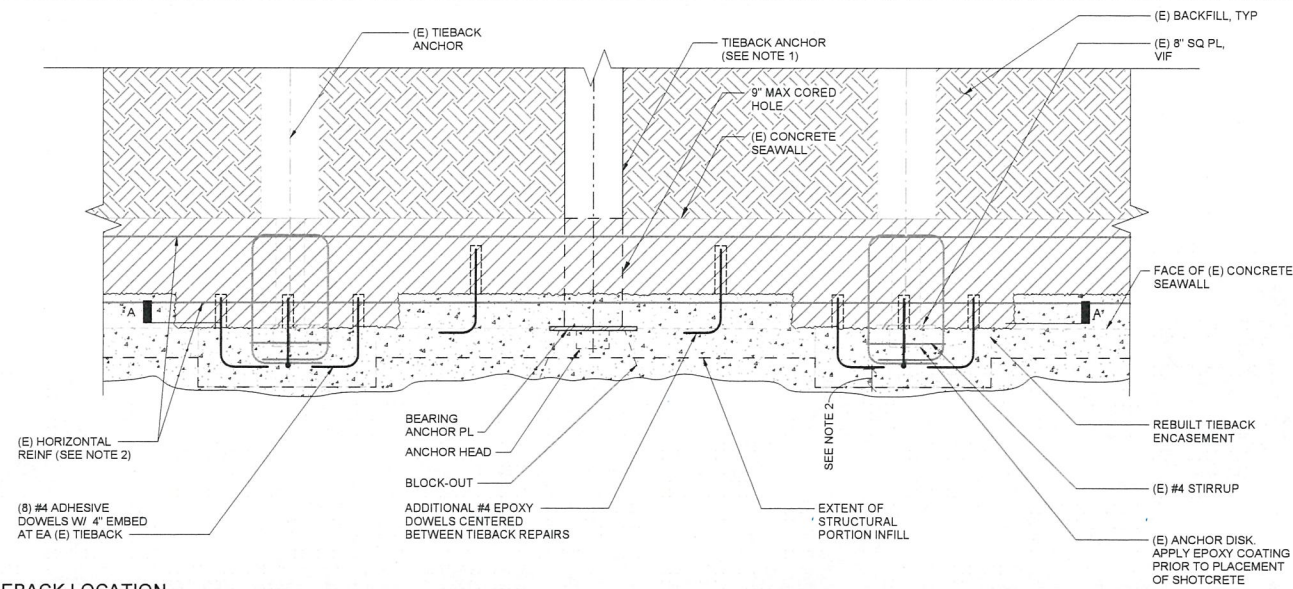 (E) TIEBACK
ANCHOR
TIEBACK ANCHOR
(SEE NOTE 1)
(E) BACKFILL, TYP
(E) 8" SQ PL,
VIF
9" MAX CORED
HOLE
(E) CONCRETE
SEAWALL
FACE OF (E) CONCRETE
SEAWALL
A
A'
(E) HORIZONTAL
REINF (SEE NOTE 2)
(8) #4 ADHESIVE
DOWELS W/ 4" EMBED
AT EA (E) TIEBACK
BEARING
ANCHOR PL
ANCHOR HEAD
BLOCK-OUT
ADDITIONAL #4 EPOXY
DOWELS CENTERED
BETWEEN TIEBACK REPAIRS
EXTENT OF
STRUCTURAL
PORTION INFILL
SEE NOTE 2
REBUILT TIEBACK
ENCASEMENT
(E) #4 STIRRUP
(E) ANCHOR DISK.
APPLY EPOXY COATING
PRIOR TO PLACEMENT
OF SHOTCRETE